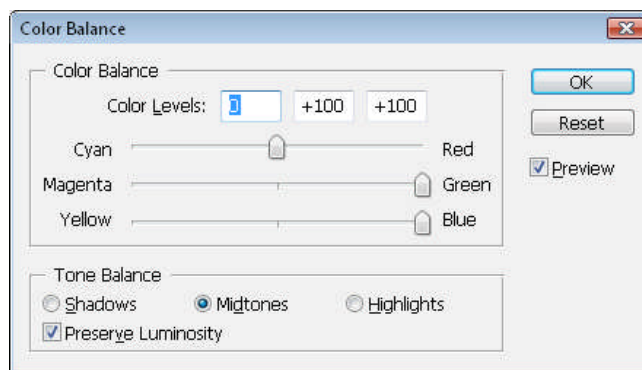 Color Balance
Color Balance
Color Levels: 0 +100 +100
Cyan Red
Magenta Green
Yellow Blue
Tone Balance
Shadows Midtones Highlights
Preserve Luminosity
OK
Reset
Preview